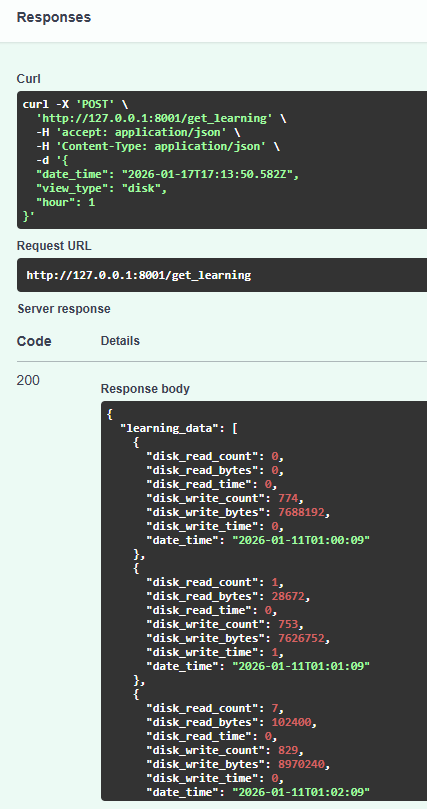 Responses
Curl
curl -X 'POST' \
  'http://127.0.0.1:8001/get_learning' \
  -H 'accept: application/json' \
  -H 'Content-Type: application/json' \
  -d '{
  "date_time": "2026-01-17T17:13:50.582Z",
  "view_type": "disk",
  "hour": 1
}'
Request URL
http://127.0.0.1:8001/get_learning
Server response
Code Details
200
Response body
{
  "learning_data": [
    {
      "disk_read_count": 0,
      "disk_read_bytes": 0,
      "disk_read_time": 0,
      "disk_write_count": 774,
      "disk_write_bytes": 7688192,
      "disk_write_time": 0,
      "date_time": "2026-01-11T01:00:09"
    },
    {
      "disk_read_count": 1,
      "disk_read_bytes": 28672,
      "disk_read_time": 0,
      "disk_write_count": 753,
      "disk_write_bytes": 7626752,
      "disk_write_time": 1,
      "date_time": "2026-01-11T01:01:09"
    },
    {
      "disk_read_count": 7,
      "disk_read_bytes": 102400,
      "disk_read_time": 0,
      "disk_write_count": 829,
      "disk_write_bytes": 8970240,
      "disk_write_time": 0,
      "date_time": "2026-01-11T01:02:09"